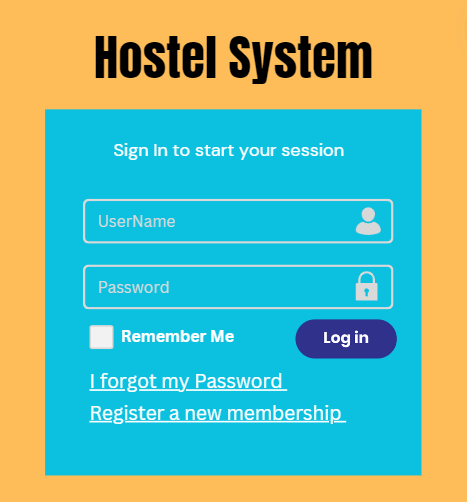 Hostel System
Sign In to start your session
UserName
Password
Remember Me
Log in
I forgot my Password
Register a new membership